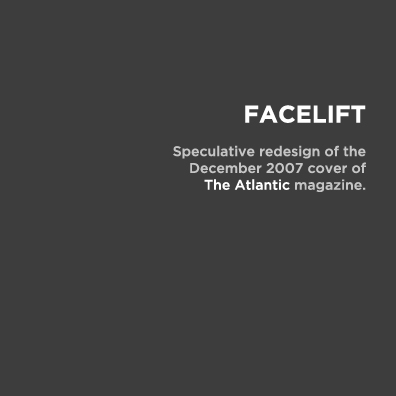 FACELIFT
Speculative redesign of the
December 2007 cover of
The Atlantic magazine.